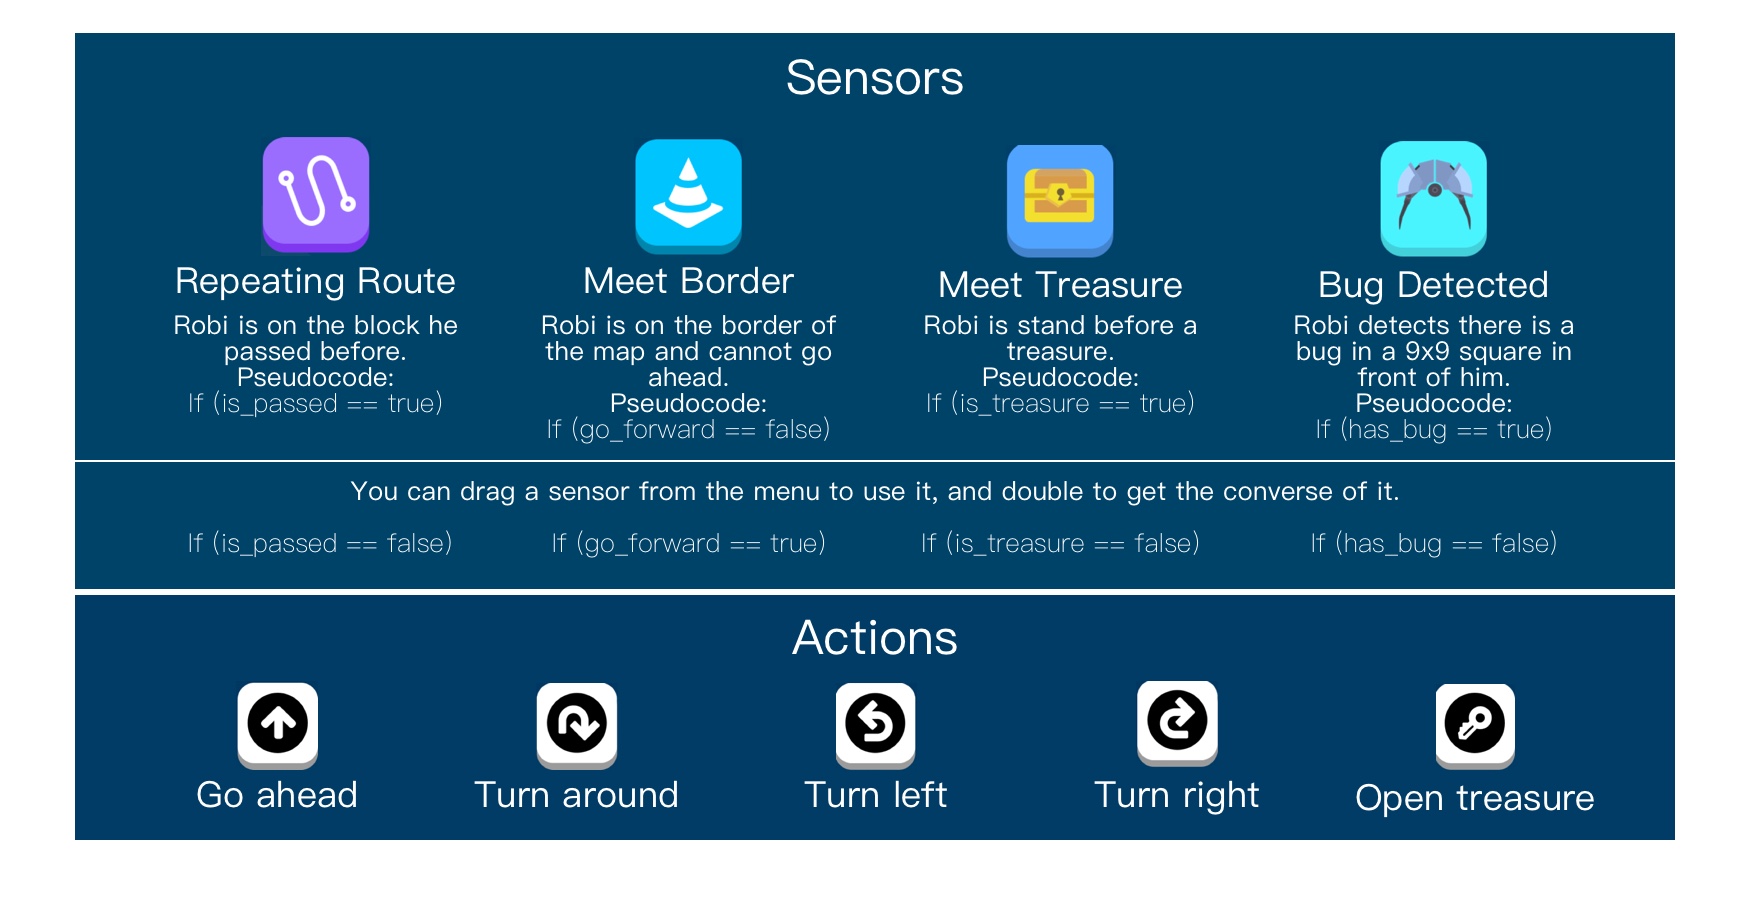 Sensors
Repeating Route
Robi is on the block he
passed before.
Pseudocode:
If (is_passed == true)
Meet Border
Robi is on the border of
the map and cannot go
ahead.
Pseudocode:
If (go_forward == false)
Meet Treasure
Robi is stand before a
treasure.
Pseudocode:
If (is_treasure == true)
Bug Detected
Robi detects there is a
bug in a 9x9 square in
front of him.
Pseudocode:
If (has_bug == true)
You can drag a sensor from the menu to use it, and double to get the converse of it.
If (is_passed == false)
If (go_forward == true)
If (is_treasure == false)
If (has_bug == false)
Actions
Go ahead
Turn around
Turn left
Turn right
Open treasure